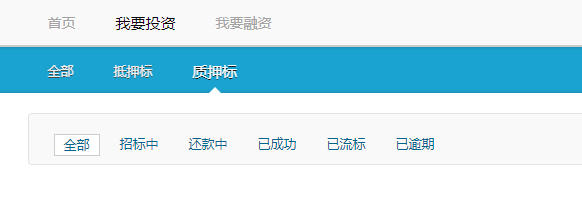 首页 我要投资 我要融资
全部 抵押标 质押标
全部 招标中 还款中 已成功 已流标 已逾期